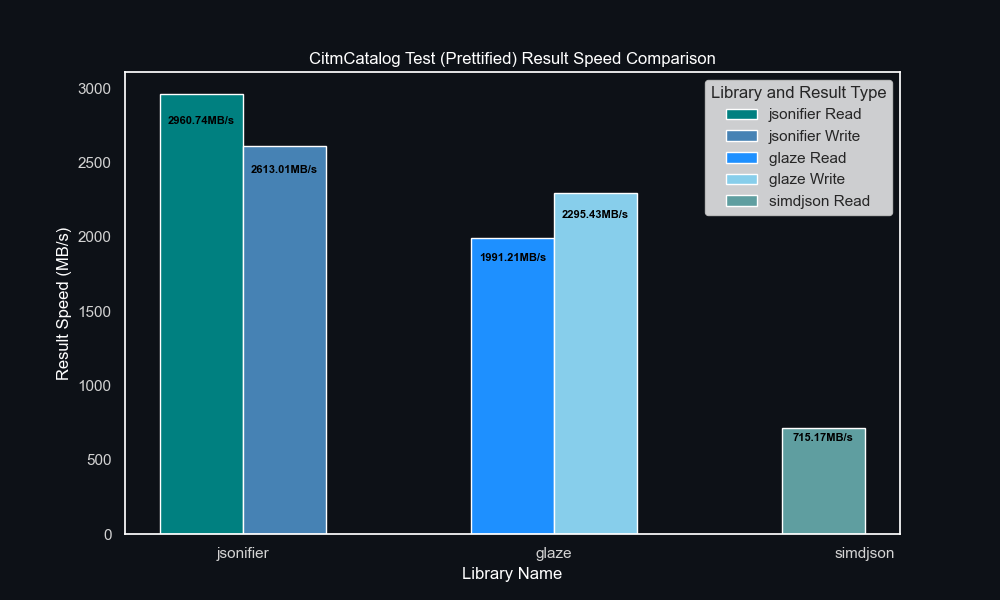 CitmCatalog Test (Prettified) Result Speed Comparison
Library and Result Type
jsonifier Read
jsonifier Write
glaze Read
glaze Write
simdjson Read
3000
2500
2000
1500
1000
500
0
Result Speed (MB/s)
2960.74MB/s
2613.01MB/s
1991.21MB/s
2295.43MB/s
715.17MB/s
jsonifier
glaze
simdjson
Library Name